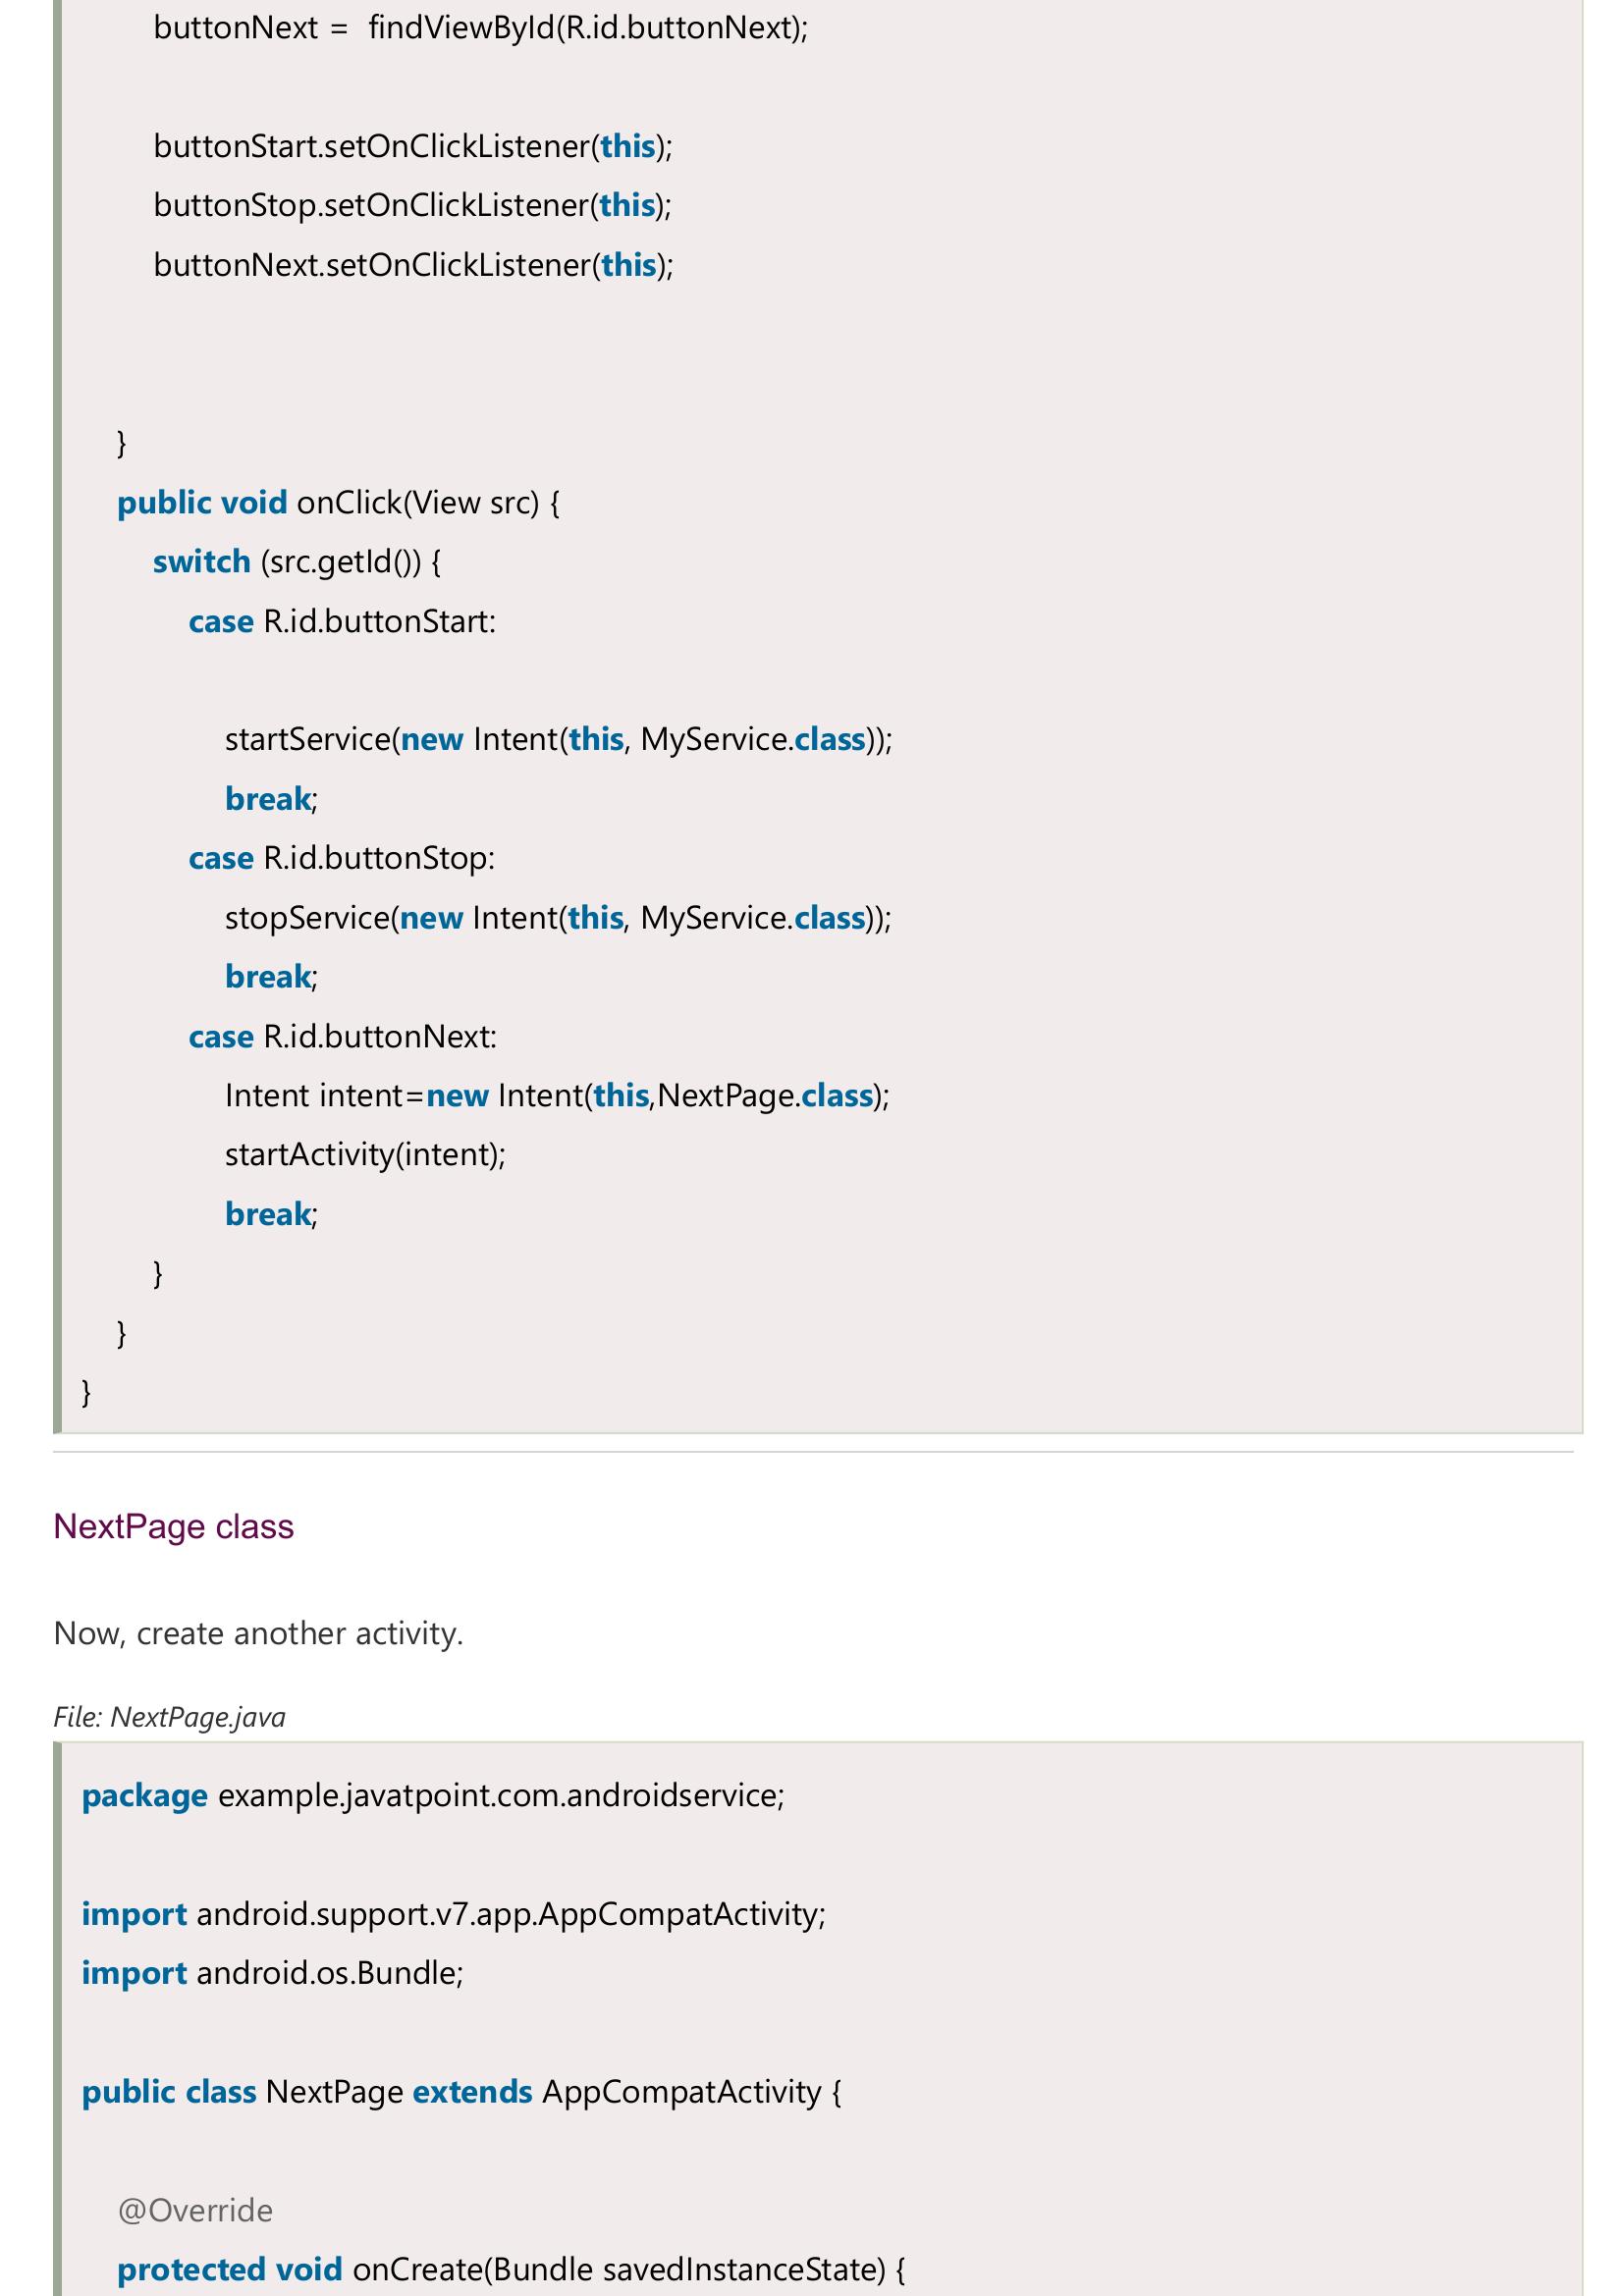 buttonNext =  findViewById(R.id.buttonNext);
buttonStart.setOnClickListener(this);
buttonStop.setOnClickListener(this);
buttonNext.setOnClickListener(this);
}
public void onClick(View src) {
switch (src.getId()) {
case R.id.buttonStart:
startService(new Intent(this, MyService.class));
break;
case R.id.buttonStop:
stopService(new Intent(this, MyService.class));
break;
case R.id.buttonNext:
Intent intent=new Intent(this,NextPage.class);
startActivity(intent);
break;
}
}
}
NextPage class
Now, create another activity.
File: NextPage.java
package example.javatpoint.com.androidservice;
import android.support.v7.app.AppCompatActivity;
import android.os.Bundle;
public class NextPage extends AppCompatActivity {
@Override
protected void onCreate(Bundle savedInstanceState) {